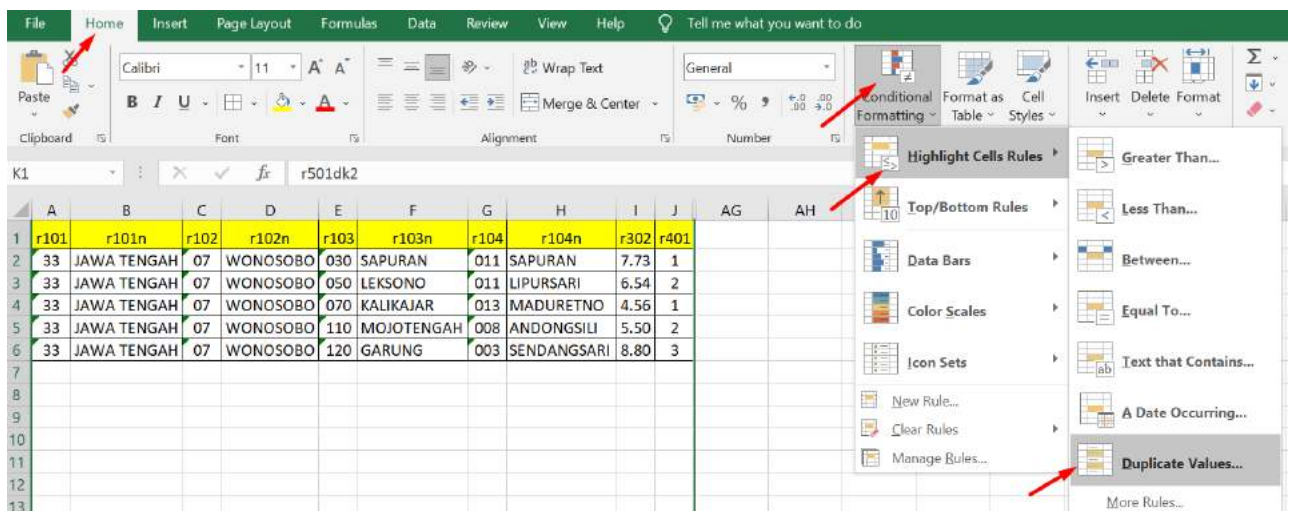 File Home Insert Page Layout Formulas Data Review View Help Tell me what you want to do
Calibri 11 A A Wrap Text General
Paste B I U A Merge & Center % 9 Conditional Formatting Format as Table Cell Styles Insert Delete Format
Clipboard Font Alignment Number
K1 fx r501dk2
A B C D E F G H I J AG AH
1 r101 r101n r102 r102n r103 r103n r104 r104n r302 r401
2 33 JAWA TENGAH 07 WONOSOBO 030 SAPURAN 011 SAPURAN 7.73 1
3 33 JAWA TENGAH 07 WONOSOBO 050 LEKSONO 011 LIPURSARI 6.54 2
4 33 JAWA TENGAH 07 WONOSOBO 070 KALIKAJAR 013 MADURETNO 4.56 1
5 33 JAWA TENGAH 07 WONOSOBO 110 MOJOTENGAH 008 ANDONGSILI 5.50 2
6 33 JAWA TENGAH 07 WONOSOBO 120 GARUNG 003 SENDANGSARI 8.80 3
7
8
9
10
11
12
13
Highlight Cells Rules
Top/Bottom Rules
10
Data Bars
Color Scales
Icon Sets
New Rule...
Clear Rules
Manage Rules...
Greater Than...
Less Than...
Between...
Equal To...
Text that Contains...
ab
A Date Occurring...
Duplicate Values...
More Rules...